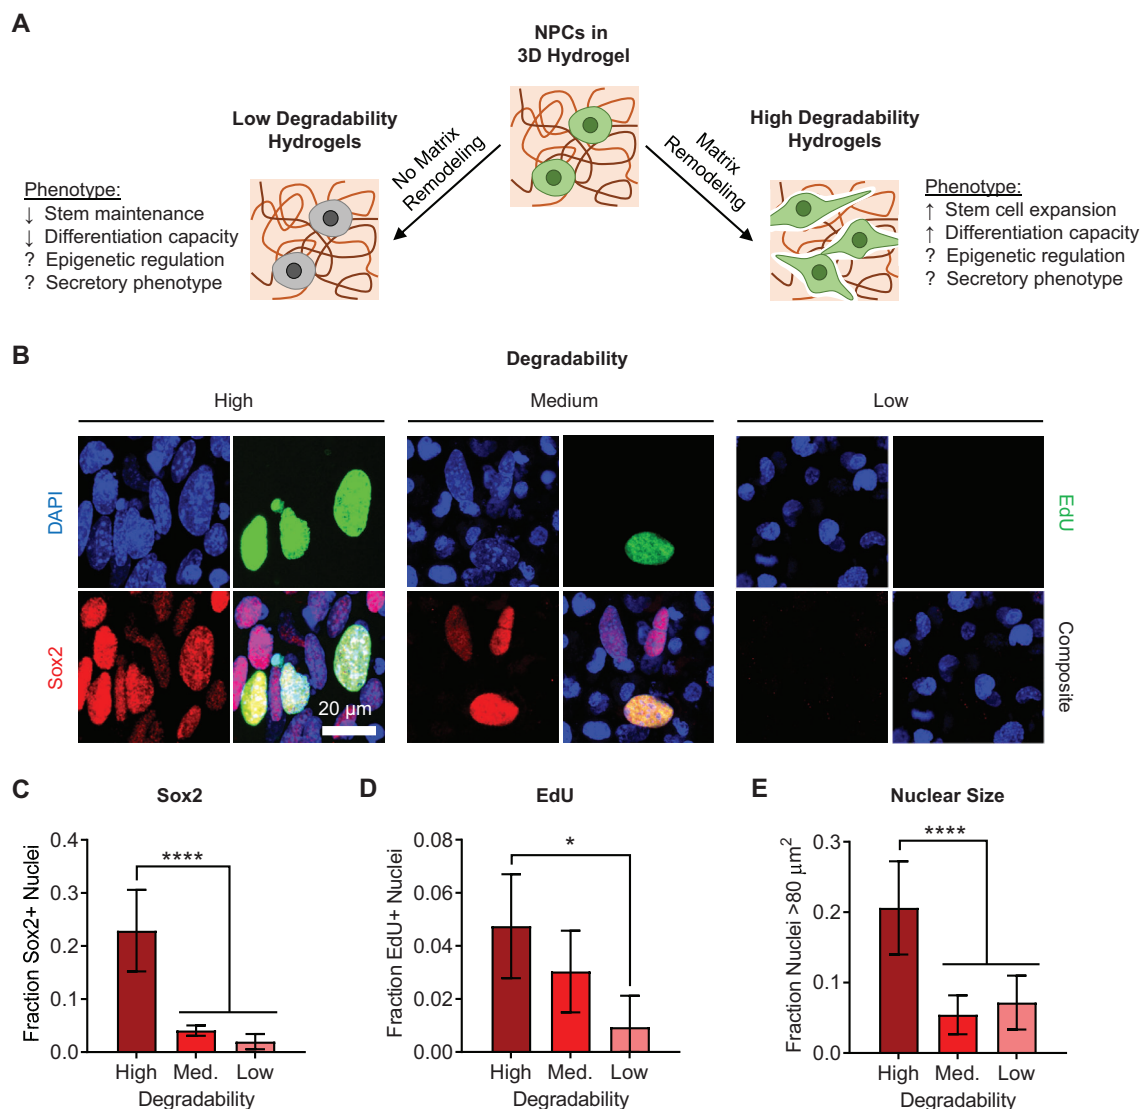 A
NPCs in
3D Hydrogel
Low Degradability
Hydrogels
No Matrix
Remodeling
Matrix
Remodeling
High Degradability
Hydrogels
Phenotype:
↓ Stem maintenance
↓ Differentiation capacity
? Epigenetic regulation
? Secretory phenotype
Phenotype:
↑ Stem cell expansion
↑ Differentiation capacity
? Epigenetic regulation
? Secretory phenotype
B
Degradability
High
Medium
Low
DAPI
EdU
Sox2
Composite
20 μm
C
Sox2
Fraction Sox2+ Nuclei
0.4
0.3
0.2
0.1
0.0
****
High Med. Low
Degradability
D
EdU
Fraction EdU+ Nuclei
0.08
0.06
0.04
0.02
0.00
*
High Med. Low
Degradability
E
Nuclear Size
Fraction Nuclei >80 μm²
0.3
0.2
0.1
0.0
****
High Med. Low
Degradability